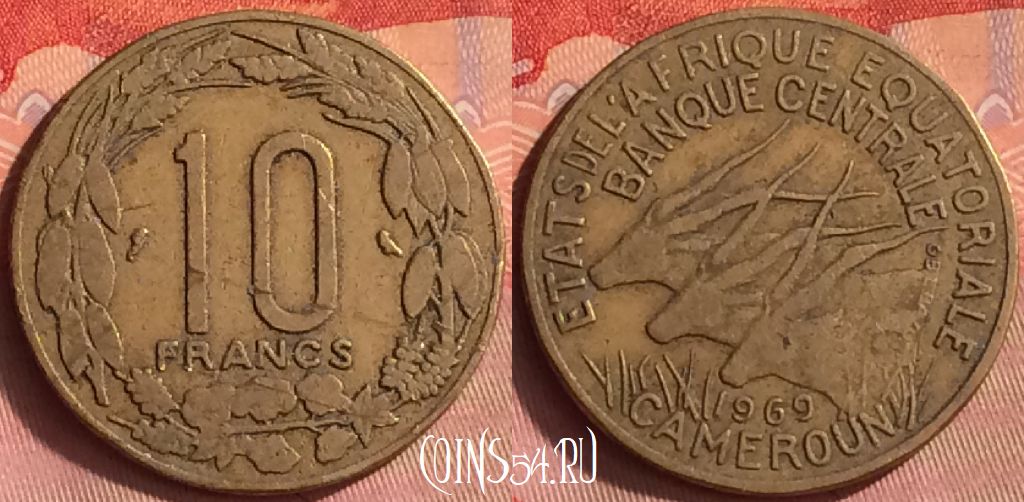 10
FRANCS
ETATS DE L'AFRIQUE EQUATORIALE
BANQUE CENTRALE
1969
CAMEROUN
COINS54.RU